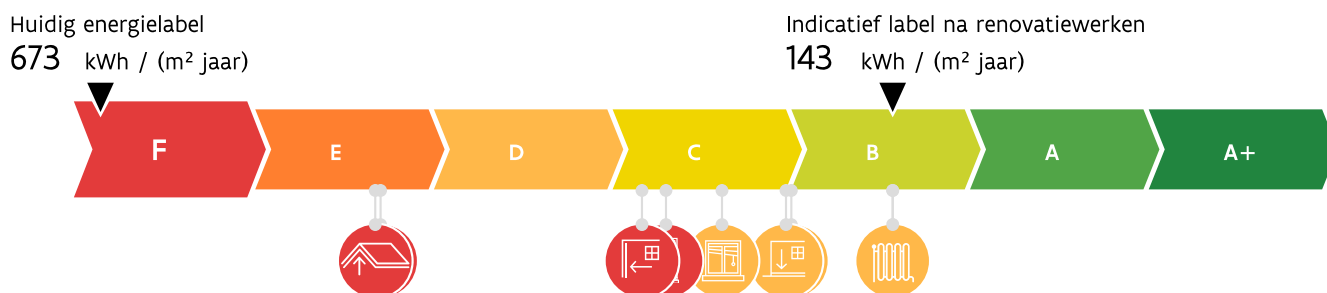 Huidig energielabel
673 kWh / (m² jaar)
Indicatief label na renovatiewerken
143 kWh / (m² jaar)
F E D C B A A+